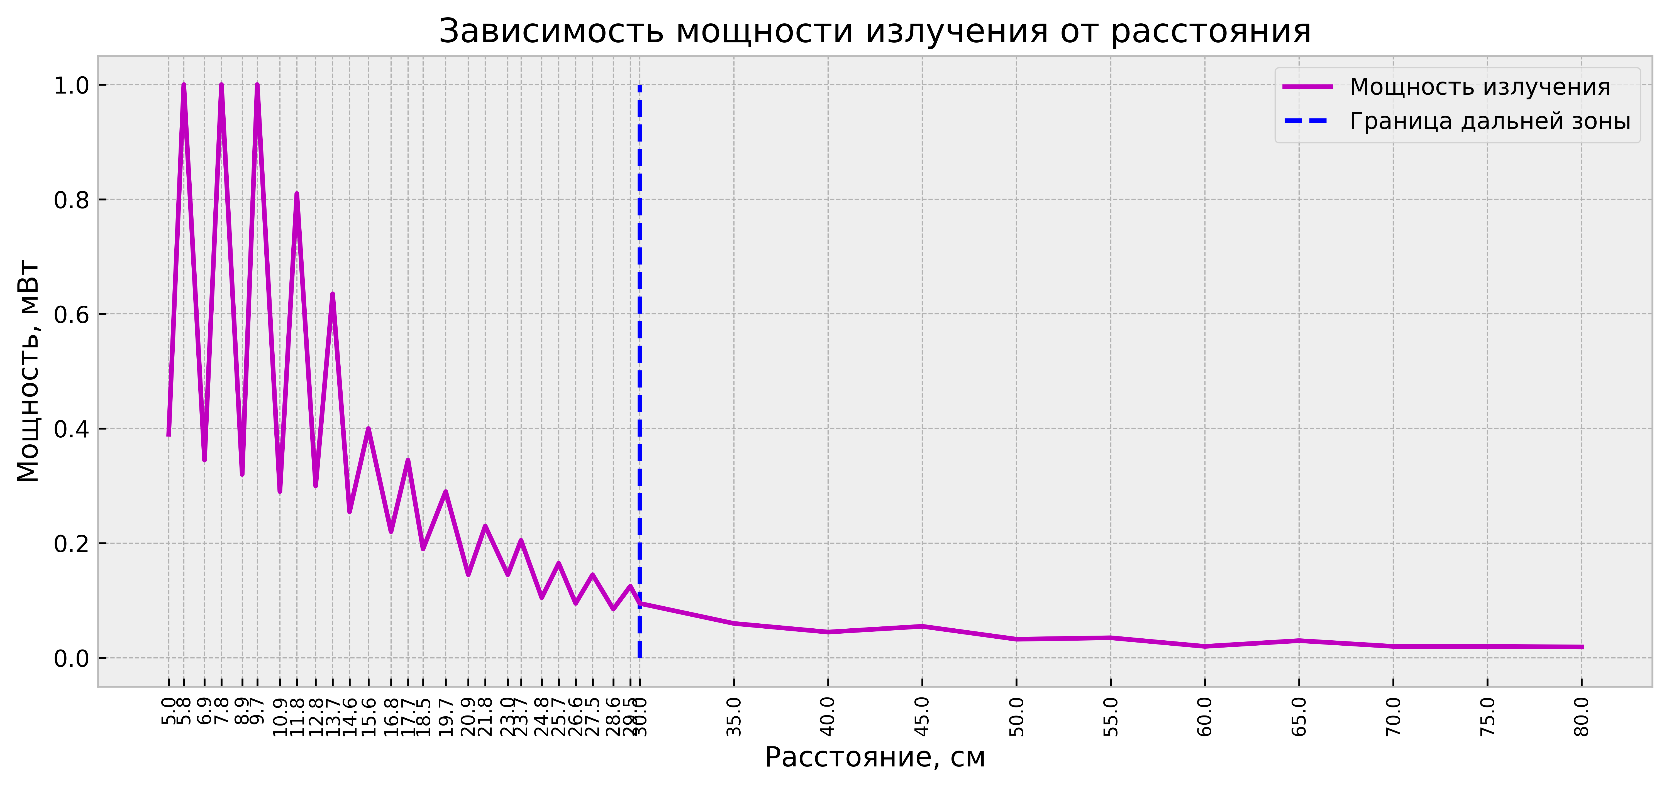 Зависимость мощности излучения от расстояния
Мощность излучения
Граница дальней зоны
Мощность, мВт
1.0
0.8
0.6
0.4
0.2
0.0
5.0 5.8 6.9 7.8 8.9 9.7 10.9 11.8 12.8 13.7 14.6 15.6 16.8 17.7 18.5 19.7 20.9 21.8 23.0 23.7 24.8 25.7 26.6 27.5 28.6 29.5 30.0 35.0 40.0 45.0 50.0 55.0 60.0 65.0 70.0 75.0 80.0
Расстояние, см